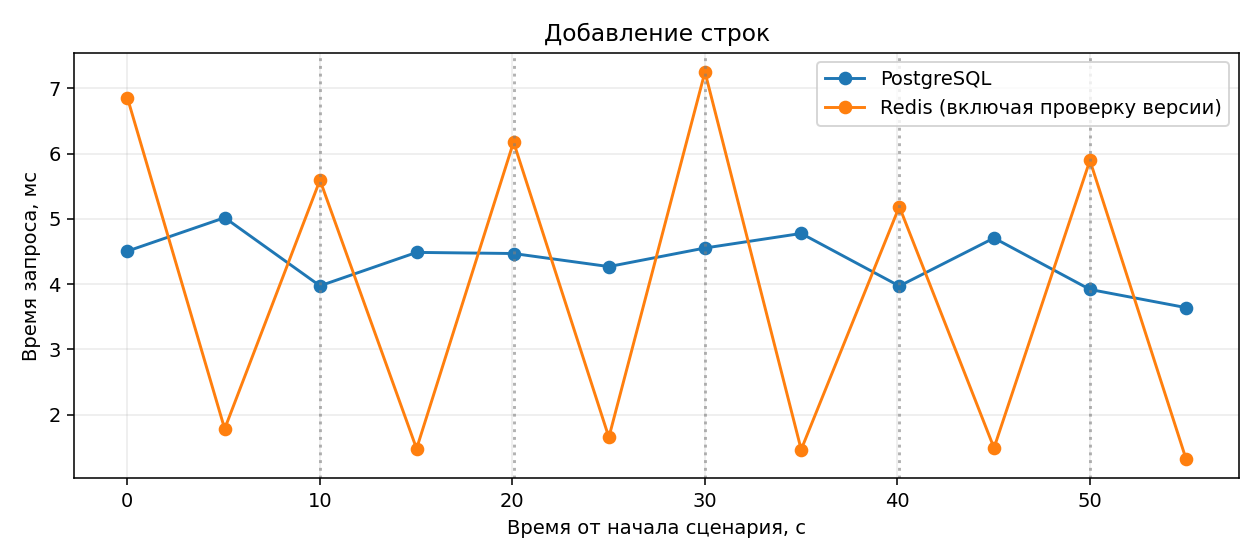 Добавление строк
PostgreSQL
Redis (включая проверку версии)
Время запроса, мс
7
6
5
4
3
2
0
10
20
30
40
50
Время от начала сценария, с